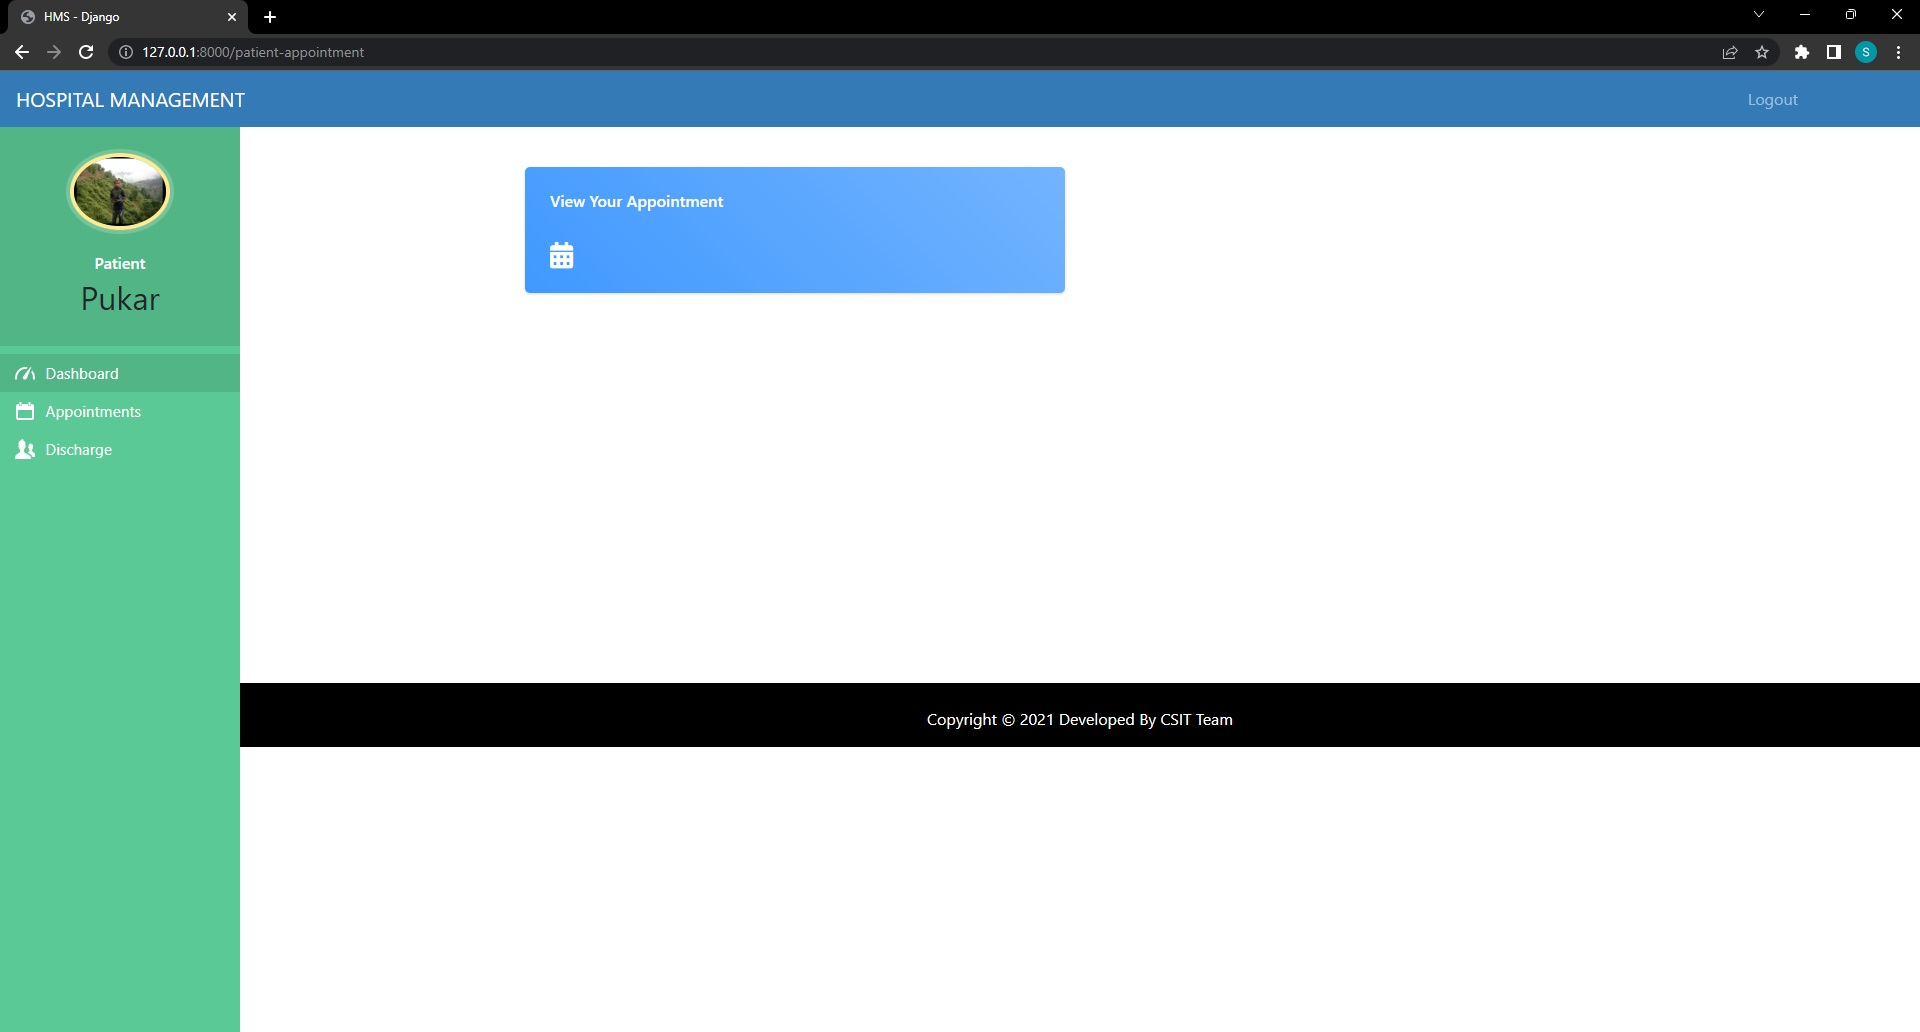 HMS - Django
127.0.0.1:8000/patient-appointment
S
HOSPITAL MANAGEMENT
Logout
Patient
Pukar
Dashboard
Appointments
Discharge
View Your Appointment
Copyright © 2021 Developed By CSIT Team